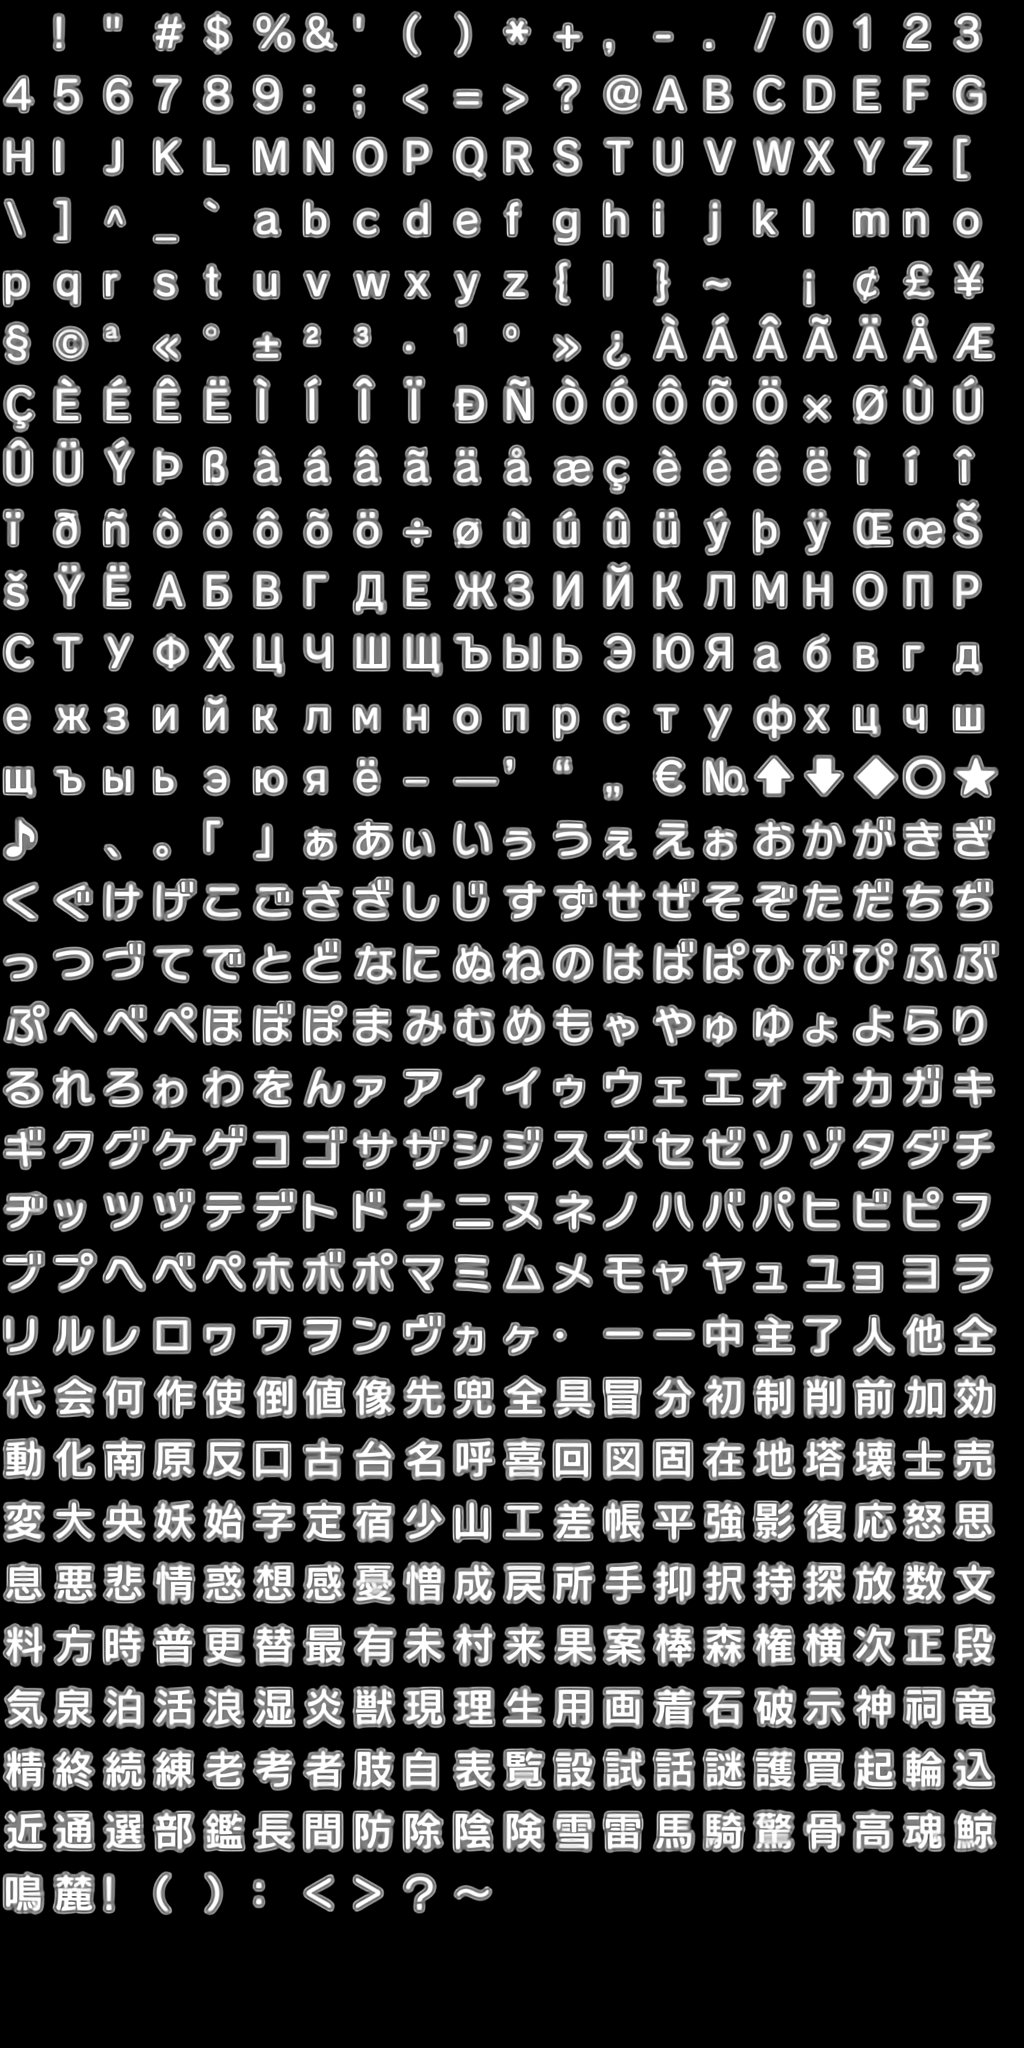 ! " # $ % & ' ( ) * + , - . / 0 1 2 3
4 5 6 7 8 9 : ; < = > ? @ A B C D E F G
H I J K L M N O P Q R S T U V W X Y Z [
\ ] ^ _ ` a b c d e f g h i j k l m n o
p q r s t u v w x y z { | } ~ ¡ ¢ £ ¥
§ © ª « ° ± ² ³ · ¹ º » ¿ À Á Â Ã Ä Å Æ
Ç È É Ê Ë Ì Í Î Ï Ð Ñ Ò Ó Ô Õ Ö × Ø Ù Ú
Û Ü Ý Þ ß à á â ã ä å æ ç è é ê ë ì í î
ï ð ñ ò ó ô õ ö ÷ ø ù ú û ü ý þ ÿ Œ œ Š
š Ÿ Ё А Б В Г Д Е Ж З И Й К Л М Н О П Р
С Т У Ф Х Ц Ч Ш Щ Ъ Ы Ь Э Ю Я а б в г д
е ж з и й к л м н о п р с т у ф х ц ч ш
щ ъ ы ь э ю я ё – — ’ “ „ € № ⬆ ⬇ ◆ ○ ★
♪ 、 。 「 」 ぁ あ ぃ い ぅ う ぇ え ぉ お か が き ぎ
く ぐ け げ こ ご さ ざ し じ す ず せ ぜ そ ぞ た だ ち ぢ
っ つ づ て で と ど な に ぬ ね の は ば ぱ ひ び ぴ ふ ぶ
ぷ へ べ ぺ ほ ぼ ぽ ま み む め も ゃ や ゅ ゆ ょ よ ら り
る れ ろ ゎ わ を ん ァ ア ィ イ ゥ ウ ェ エ ォ オ カ ガ キ
ギ ク グ ケ ゲ コ ゴ サ ザ シ ジ ス ズ セ ゼ ソ ゾ タ ダ チ
ヂ ッ ツ ヅ テ デ ト ド ナ ニ ヌ ネ ノ ハ バ パ ヒ ビ ピ フ
ブ プ ヘ ベ ペ ホ ボ ポ マ ミ ム メ モ ャ ヤ ュ ユ ョ ヨ ラ
リ ル レ ロ ヮ ワ ヲ ン ヴ ヵ ヶ ・ ー 一 中 主 了 人 他 仝
代 会 何 作 使 倒 値 像 先 兜 全 具 冒 分 初 制 削 前 加 効
動 化 南 原 反 口 古 台 名 呼 喜 回 図 固 在 地 塔 壊 士 売
変 大 央 妖 始 字 定 宿 少 山 工 差 帳 平 強 影 復 応 怒 思
息 悪 悲 情 惑 想 感 憂 憎 成 戻 所 手 抑 択 持 探 放 数 文
料 方 時 普 更 替 最 有 未 村 来 果 案 棒 森 権 横 次 正 段
気 泉 泊 活 浪 湿 炎 獣 現 理 生 用 画 着 石 破 示 神 祠 竜
精 終 続 練 老 考 者 肢 自 表 覧 設 試 話 謎 護 買 起 輪 込
近 通 選 部 鑑 長 間 防 除 陰 険 雪 雷 馬 騎 驚 骨 高 魂 鯨
鳴 麓 ! ( ) : < > ? ～